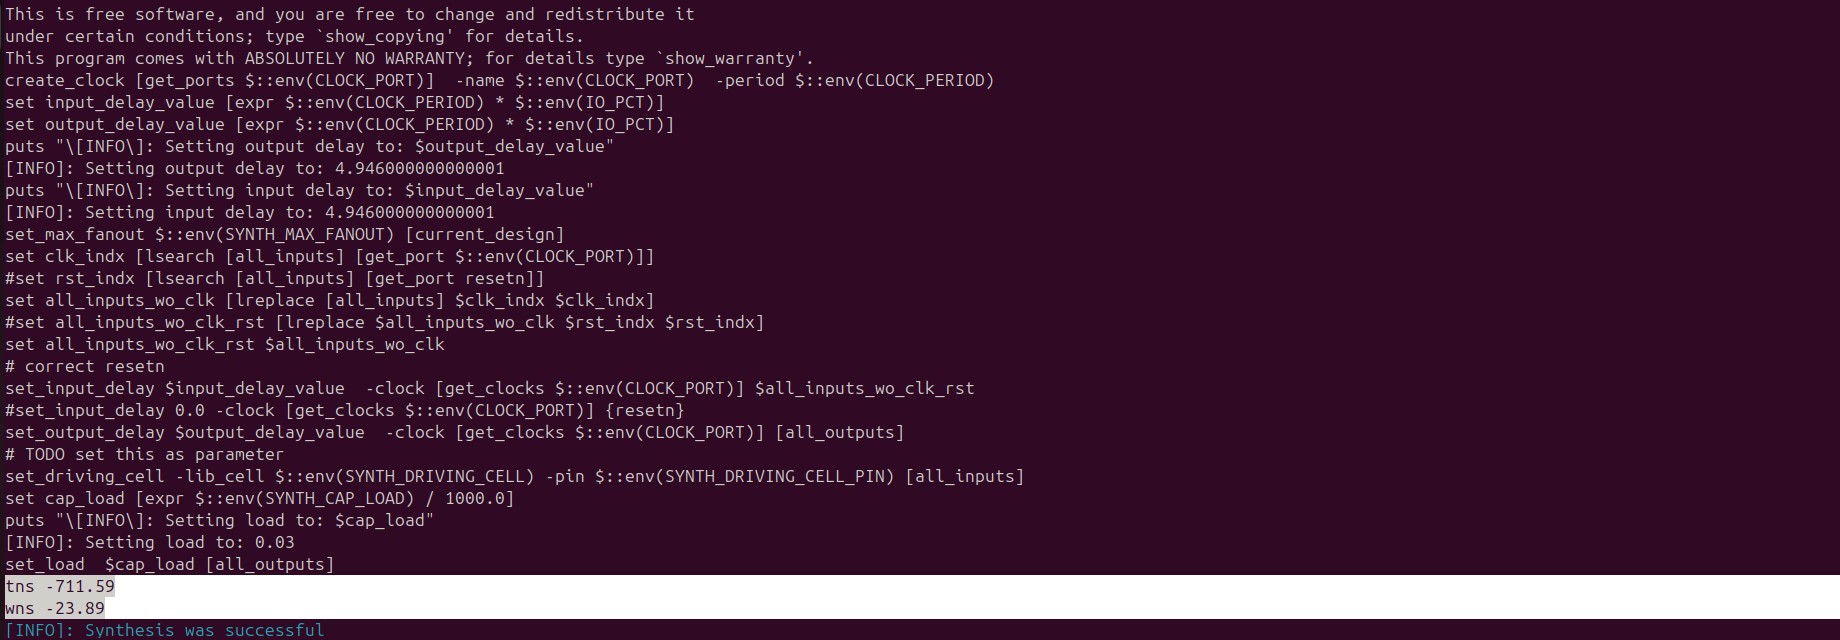 This is free software, and you are free to change and redistribute it
under certain conditions; type `show_copying' for details.
This program comes with ABSOLUTELY NO WARRANTY; for details type `show_warranty'.
create_clock [get_ports $::env(CLOCK_PORT)]  -name $::env(CLOCK_PORT)  -period $::env(CLOCK_PERIOD)
set input_delay_value [expr $::env(CLOCK_PERIOD) * $::env(IO_PCT)]
set output_delay_value [expr $::env(CLOCK_PERIOD) * $::env(IO_PCT)]
puts "\[INFO\]: Setting output delay to: $output_delay_value"
[INFO]: Setting output delay to: 4.946000000000001
puts "\[INFO\]: Setting input delay to: $input_delay_value"
[INFO]: Setting input delay to: 4.946000000000001
set_max_fanout $::env(SYNTH_MAX_FANOUT) [current_design]
set clk_indx [lsearch [all_inputs] [get_port $::env(CLOCK_PORT)]]
#set rst_indx [lsearch [all_inputs] [get_port resetn]]
set all_inputs_wo_clk [lreplace [all_inputs] $clk_indx $clk_indx]
#set all_inputs_wo_clk_rst [lreplace $all_inputs_wo_clk $rst_indx $rst_indx]
set all_inputs_wo_clk_rst $all_inputs_wo_clk
# correct resetn
set_input_delay $input_delay_value  -clock [get_clocks $::env(CLOCK_PORT)] $all_inputs_wo_clk_rst
#set_input_delay 0.0 -clock [get_clocks $::env(CLOCK_PORT)] {resetn}
set_output_delay $output_delay_value  -clock [get_clocks $::env(CLOCK_PORT)] [all_outputs]
# TODO set this as parameter
set_driving_cell -lib_cell $::env(SYNTH_DRIVING_CELL) -pin $::env(SYNTH_DRIVING_CELL_PIN) [all_inputs]
set cap_load [expr $::env(SYNTH_CAP_LOAD) / 1000.0]
puts "\[INFO\]: Setting load to: $cap_load"
[INFO]: Setting load to: 0.03
set_load  $cap_load [all_outputs]
tns -711.59
wns -23.89
[INFO]: Synthesis was successful